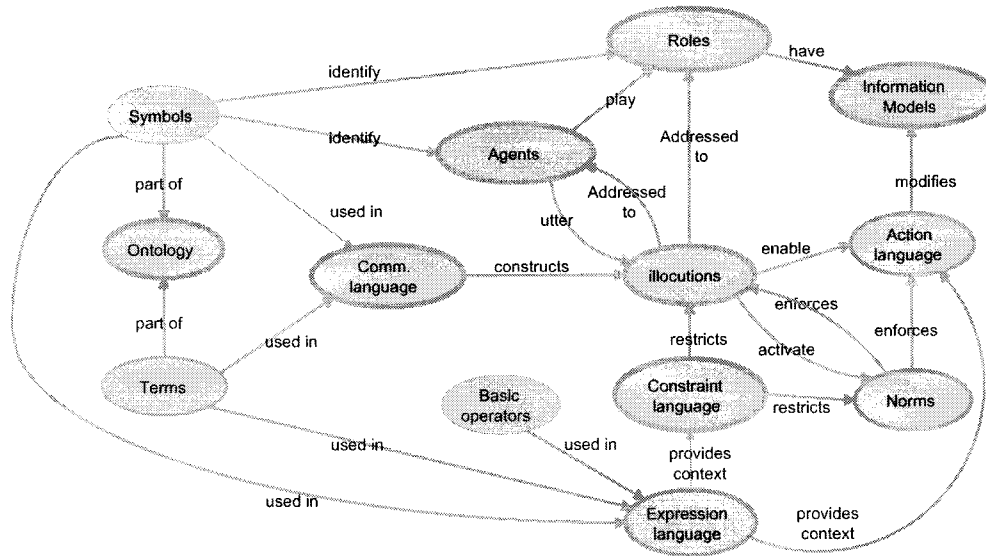 Roles
have
identify
Information
Models
Symbols
play
identify
Agents
Addressed
to
part of
Addressed
to
modifies
used in
utter
Ontology
Action
language
enable
Comm.
language
constructs
illocutions
part of
enforces
used in
restricts
activate
enforces
Terms
Basic
operators
Constraint
language
restricts
Norms
used in
used in
provides
context
used in
Expression
language
provides
context